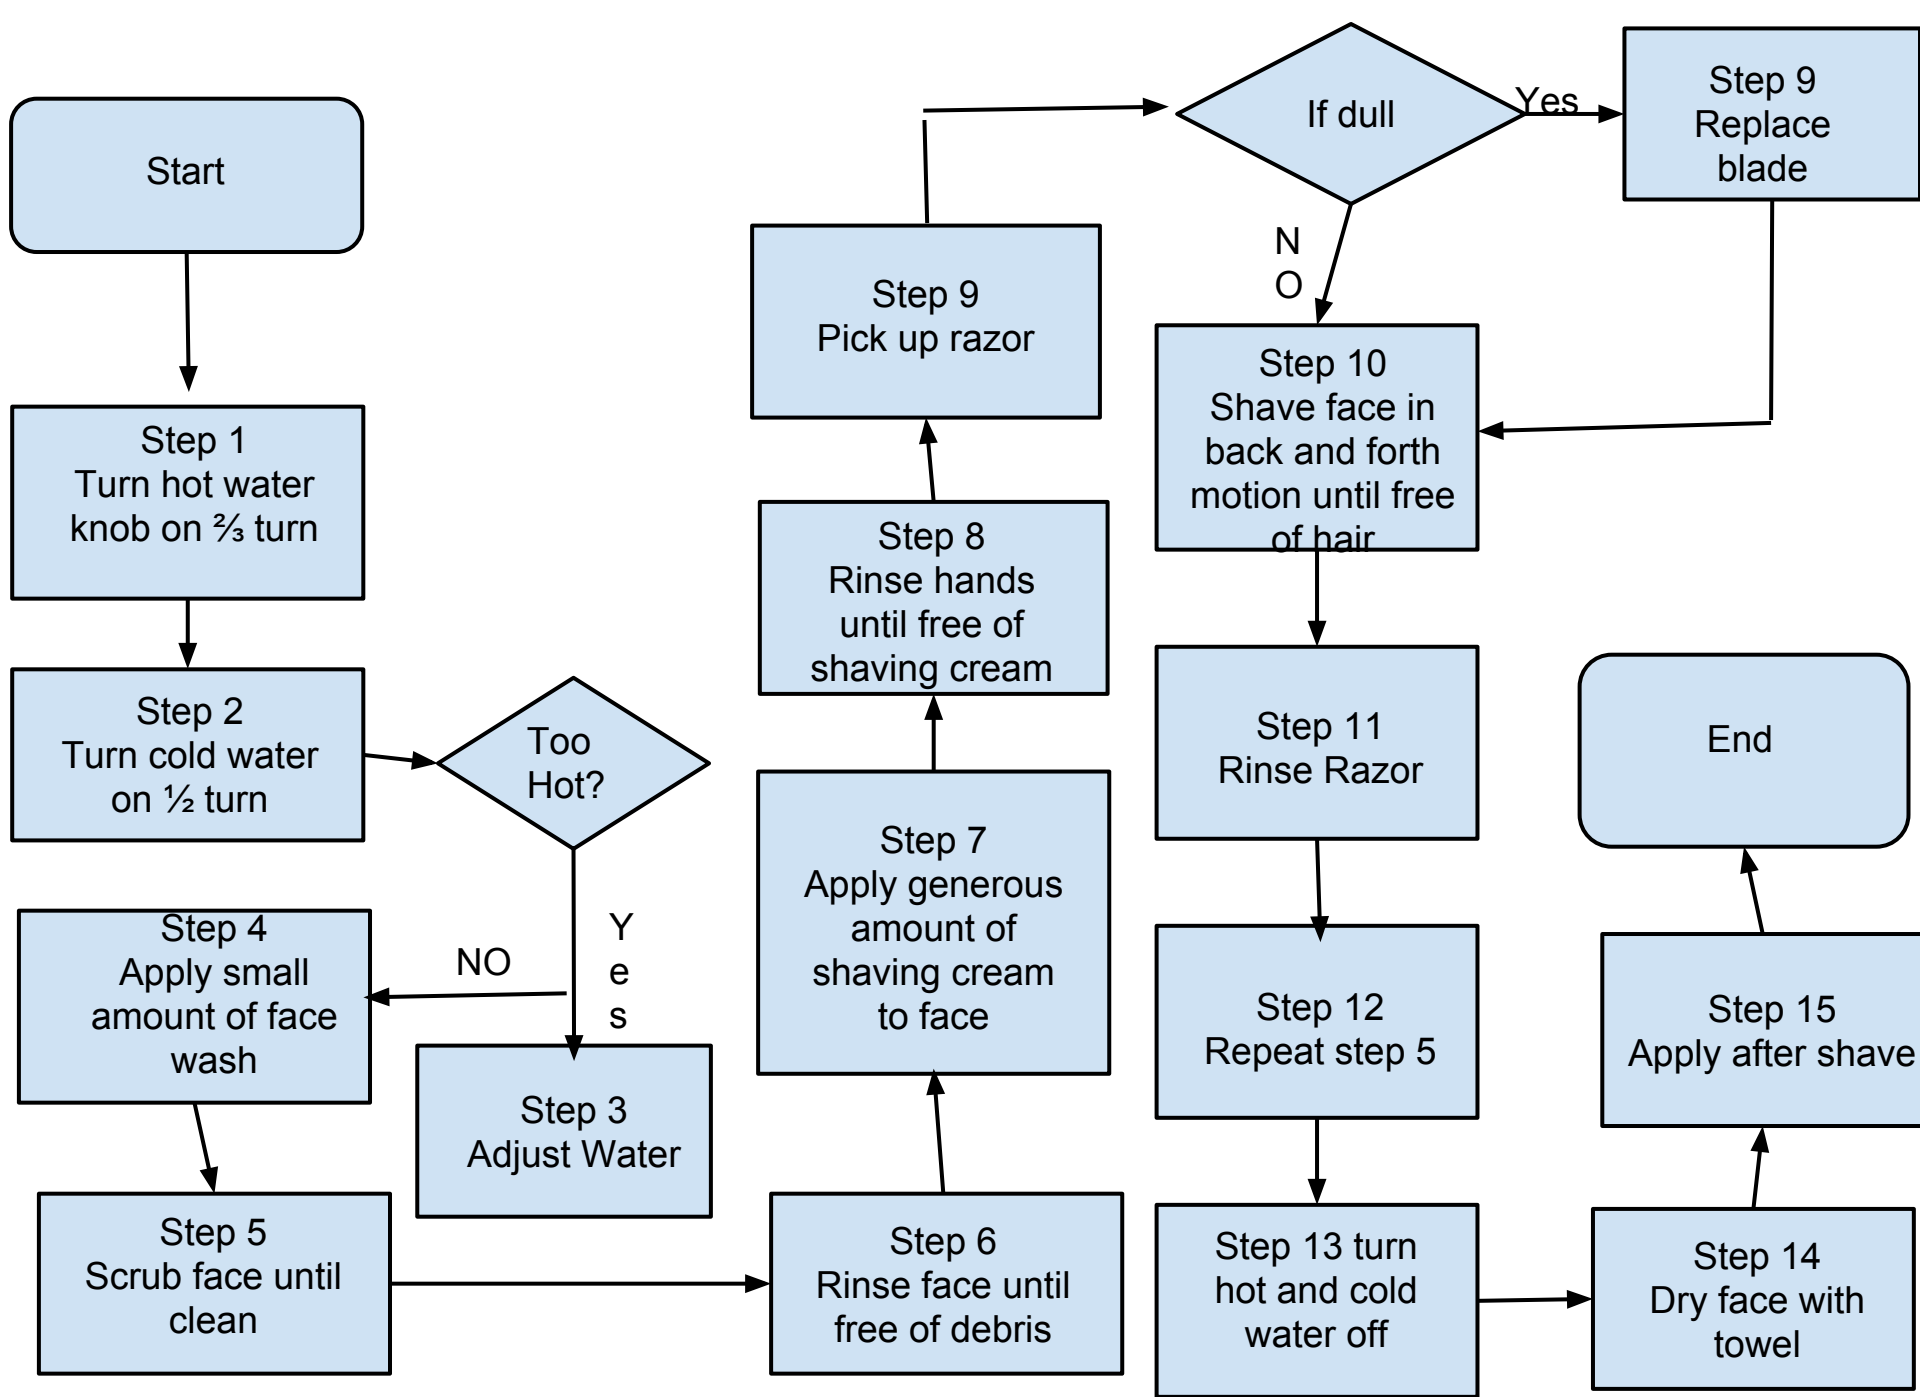 Start
Step 1
Turn hot water
knob on ⅔ turn
Step 2
Turn cold water
on ½ turn
Too
Hot?
Y
e
s
NO
Step 3
Adjust Water
Step 4
Apply small
amount of face
wash
Step 5
Scrub face until
clean
Step 6
Rinse face until
free of debris
Step 7
Apply generous
amount of
shaving cream
to face
Step 8
Rinse hands
until free of
shaving cream
Step 9
Pick up razor
If dull
Yes
Step 9
Replace
blade
N
O
Step 10
Shave face in
back and forth
motion until free
of hair
Step 11
Rinse Razor
Step 12
Repeat step 5
Step 13 turn
hot and cold
water off
Step 14
Dry face with
towel
Step 15
Apply after shave
End